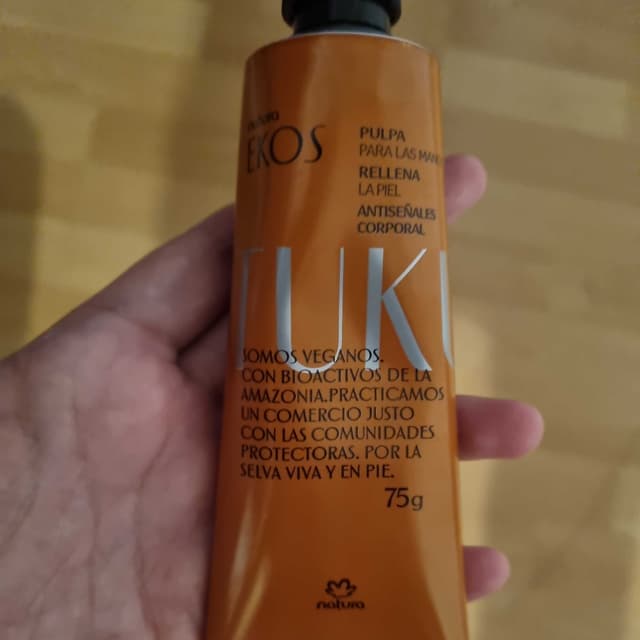 natura
EKOS
PULPA
PARA LAS MAN
RELLENA
LA PIEL
ANTISEÑALES
CORPORAL
TUKU
SOMOS VEGANOS.
CON BIOACTIVOS DE LA
AMAZONIA.PRACTICAMOS
UN COMERCIO JUSTO
CON LAS COMUNIDADES
PROTECTORAS. POR LA
SELVA VIVA Y EN PIE.
75g
natura